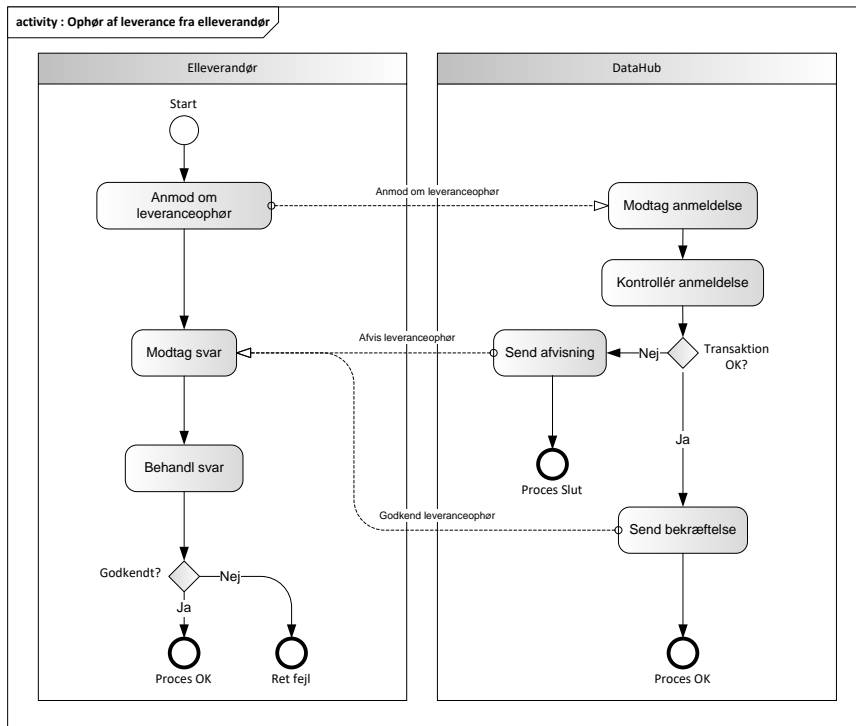 activity : Ophør af leverance fra elleverandør
Elleverandør
DataHub
Start
Anmod om
leveranceophør
Anmod om leveranceophør
Modtag anmeldelse
Kontrollér anmeldelse
Modtag svar
Afvis leveranceophør
Send afvisning
Nej
Transaktion
OK?
Ja
Behandl svar
Proces Slut
Godkend leveranceophør
Send bekræftelse
Godkendt?
Nej
Ja
Proces OK
Ret fejl
Proces OK